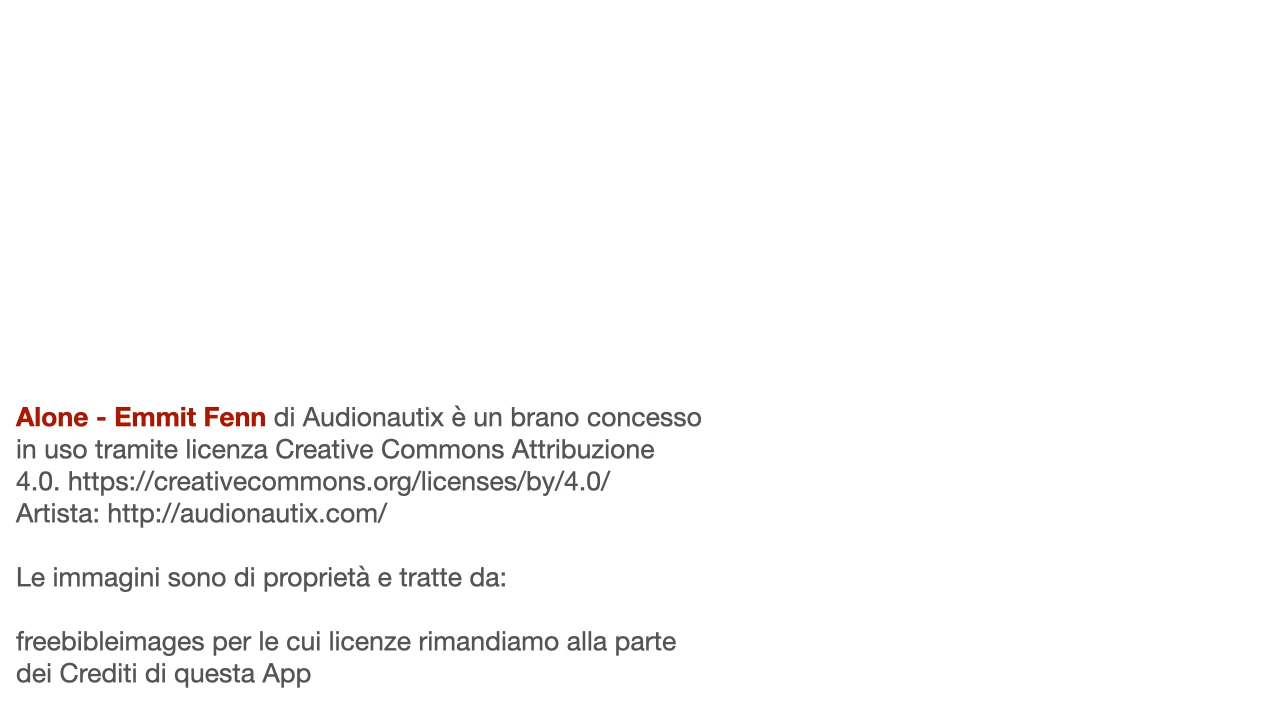 Alone - Emmit Fenn di Audionautix è un brano concesso
in uso tramite licenza Creative Commons Attribuzione
4.0. https://creativecommons.org/licenses/by/4.0/
Artista: http://audionautix.com/
Le immagini sono di proprietà e tratte da:
freebibleimages per le cui licenze rimandiamo alla parte
dei Crediti di questa App